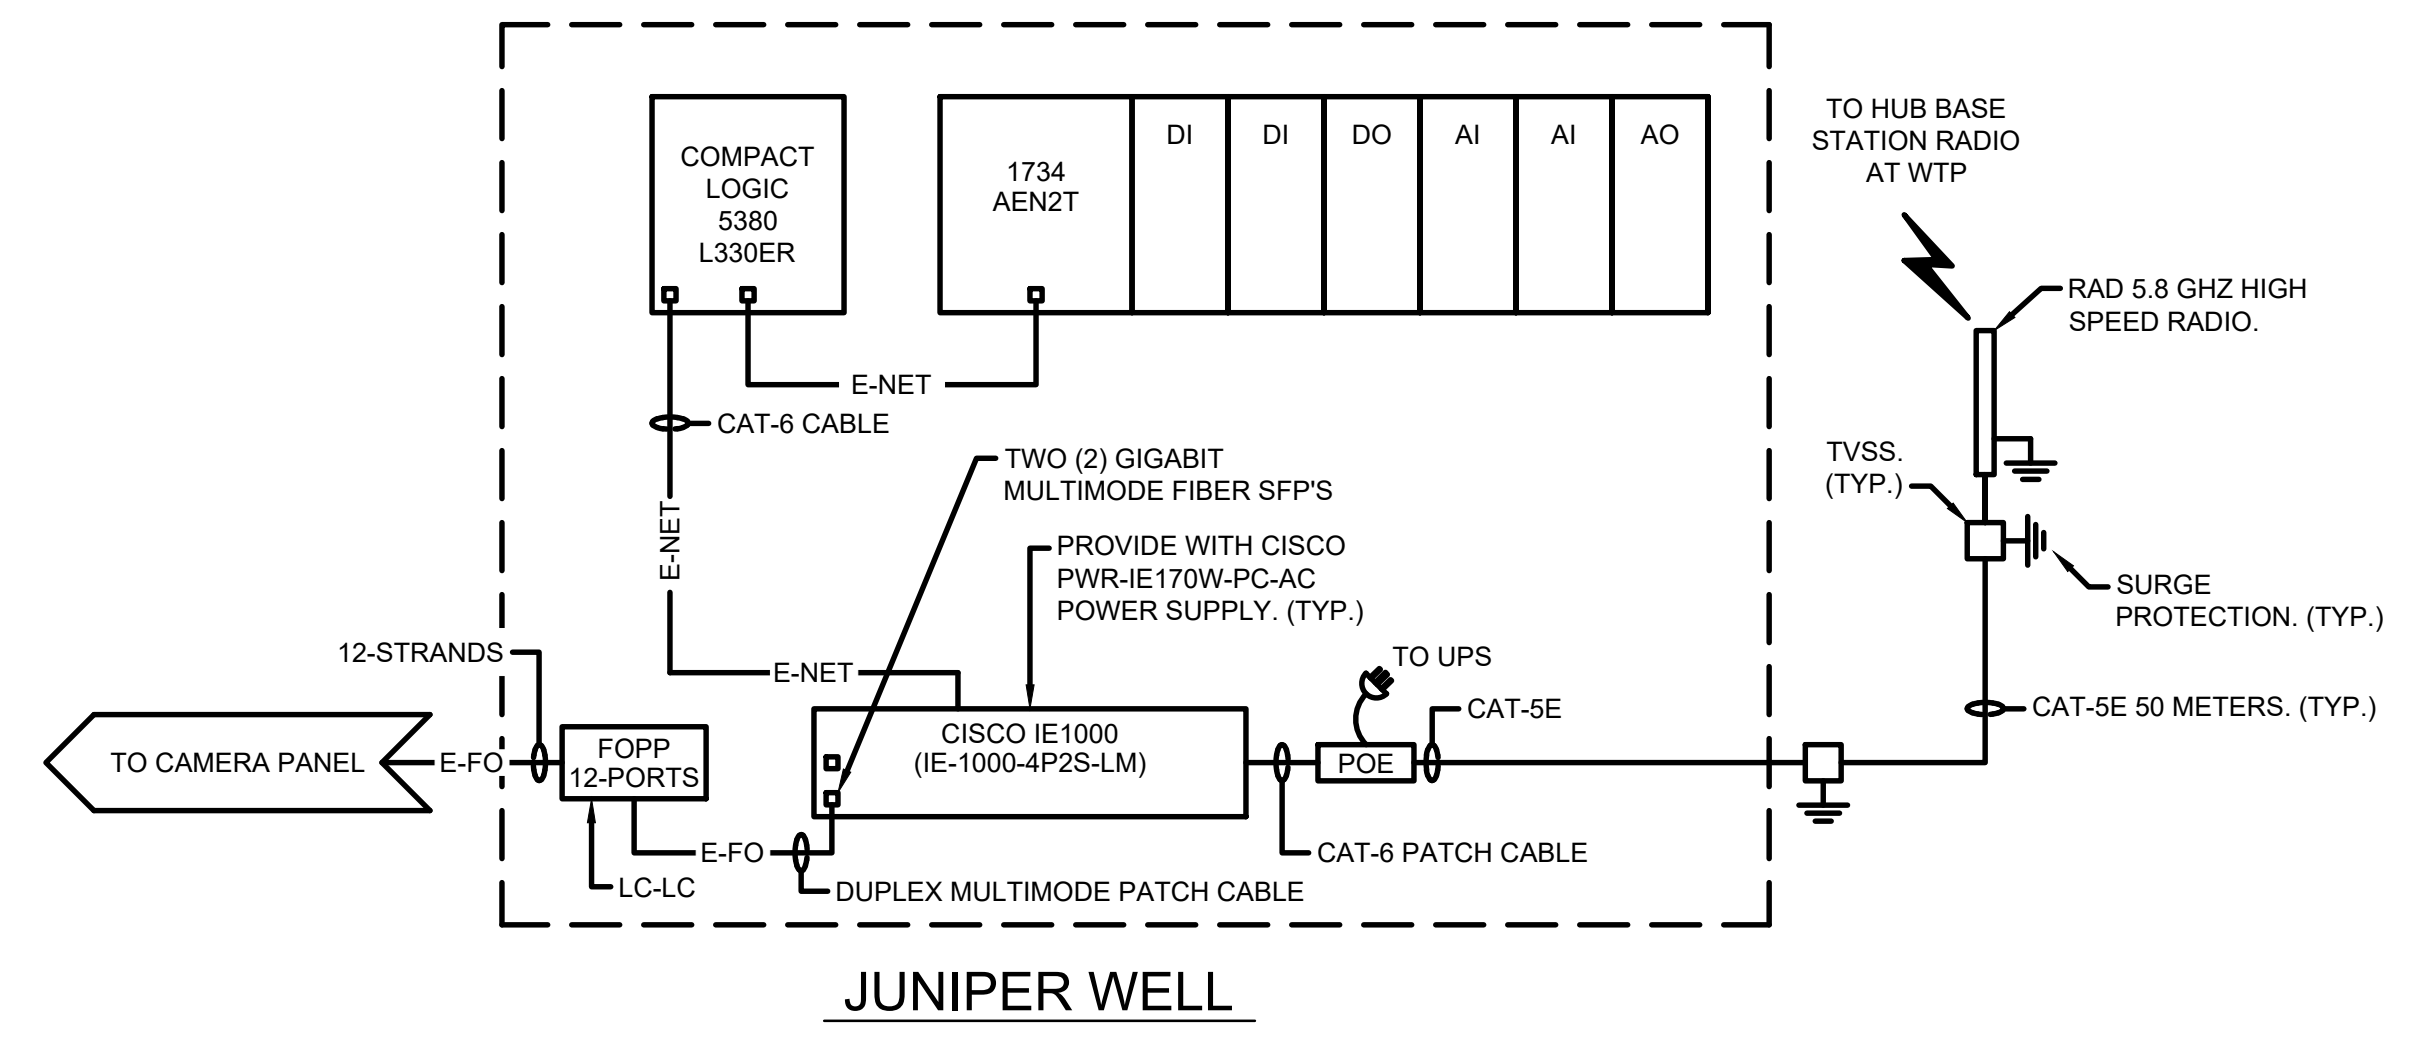 COMPACT
LOGIC
5380
L330ER
1734
AEN2T
DI
DI
DO
AI
AI
AO
TO HUB BASE
STATION RADIO
AT WTP
RAD 5.8 GHZ HIGH
SPEED RADIO.
E-NET
CAT-6 CABLE
TWO (2) GIGABIT
MULTIMODE FIBER SFP'S
TVSS.
(TYP.)
E-NET
PROVIDE WITH CISCO
PWR-IE170W-PC-AC
POWER SUPPLY. (TYP.)
SURGE
PROTECTION. (TYP.)
12-STRANDS
E-NET
TO UPS
CAT-5E
CAT-5E 50 METERS. (TYP.)
TO CAMERA PANEL
E-FO
FOPP
12-PORTS
CISCO IE1000
(IE-1000-4P2S-LM)
POE
E-FO
CAT-6 PATCH CABLE
LC-LC
DUPLEX MULTIMODE PATCH CABLE
JUNIPER WELL